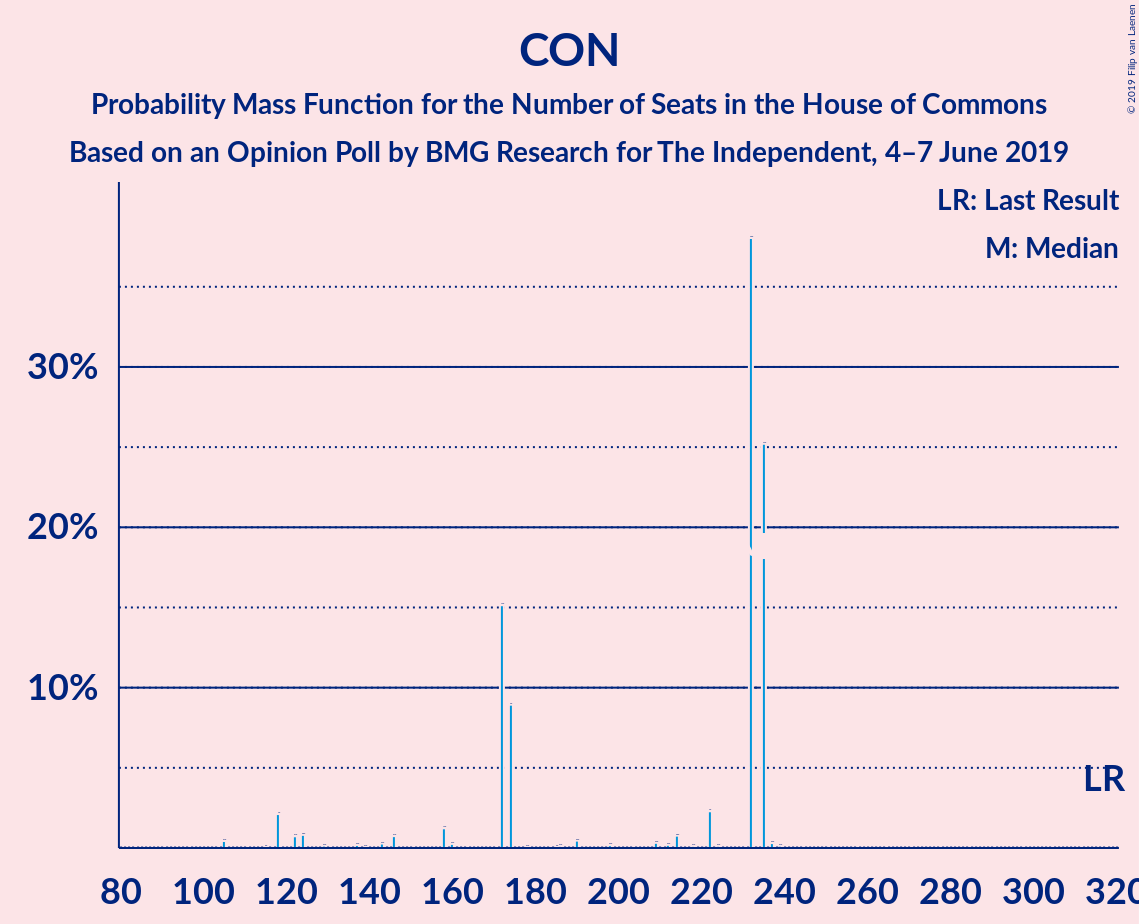 CON
Probability Mass Function for the Number of Seats in the House of Commons
Based on an Opinion Poll by BMG Research for The Independent, 4–7 June 2019
© 2019 Filip van Laenen
LR: Last Result
M: Median
30%
20%
10%
LR
80 100 120 140 160 180 200 220 240 260 280 300 320